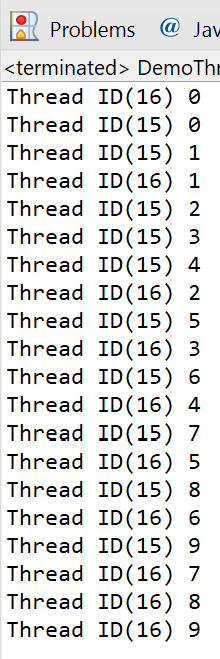 Problems @ Jav
<terminated> DemoThr
Thread ID(16) 0
Thread ID(15) 0
Thread ID(15) 1
Thread ID(16) 1
Thread ID(15) 2
Thread ID(15) 3
Thread ID(15) 4
Thread ID(16) 2
Thread ID(15) 5
Thread ID(16) 3
Thread ID(15) 6
Thread ID(16) 4
Thread ID(15) 7
Thread ID(16) 5
Thread ID(15) 8
Thread ID(16) 6
Thread ID(15) 9
Thread ID(16) 7
Thread ID(16) 8
Thread ID(16) 9